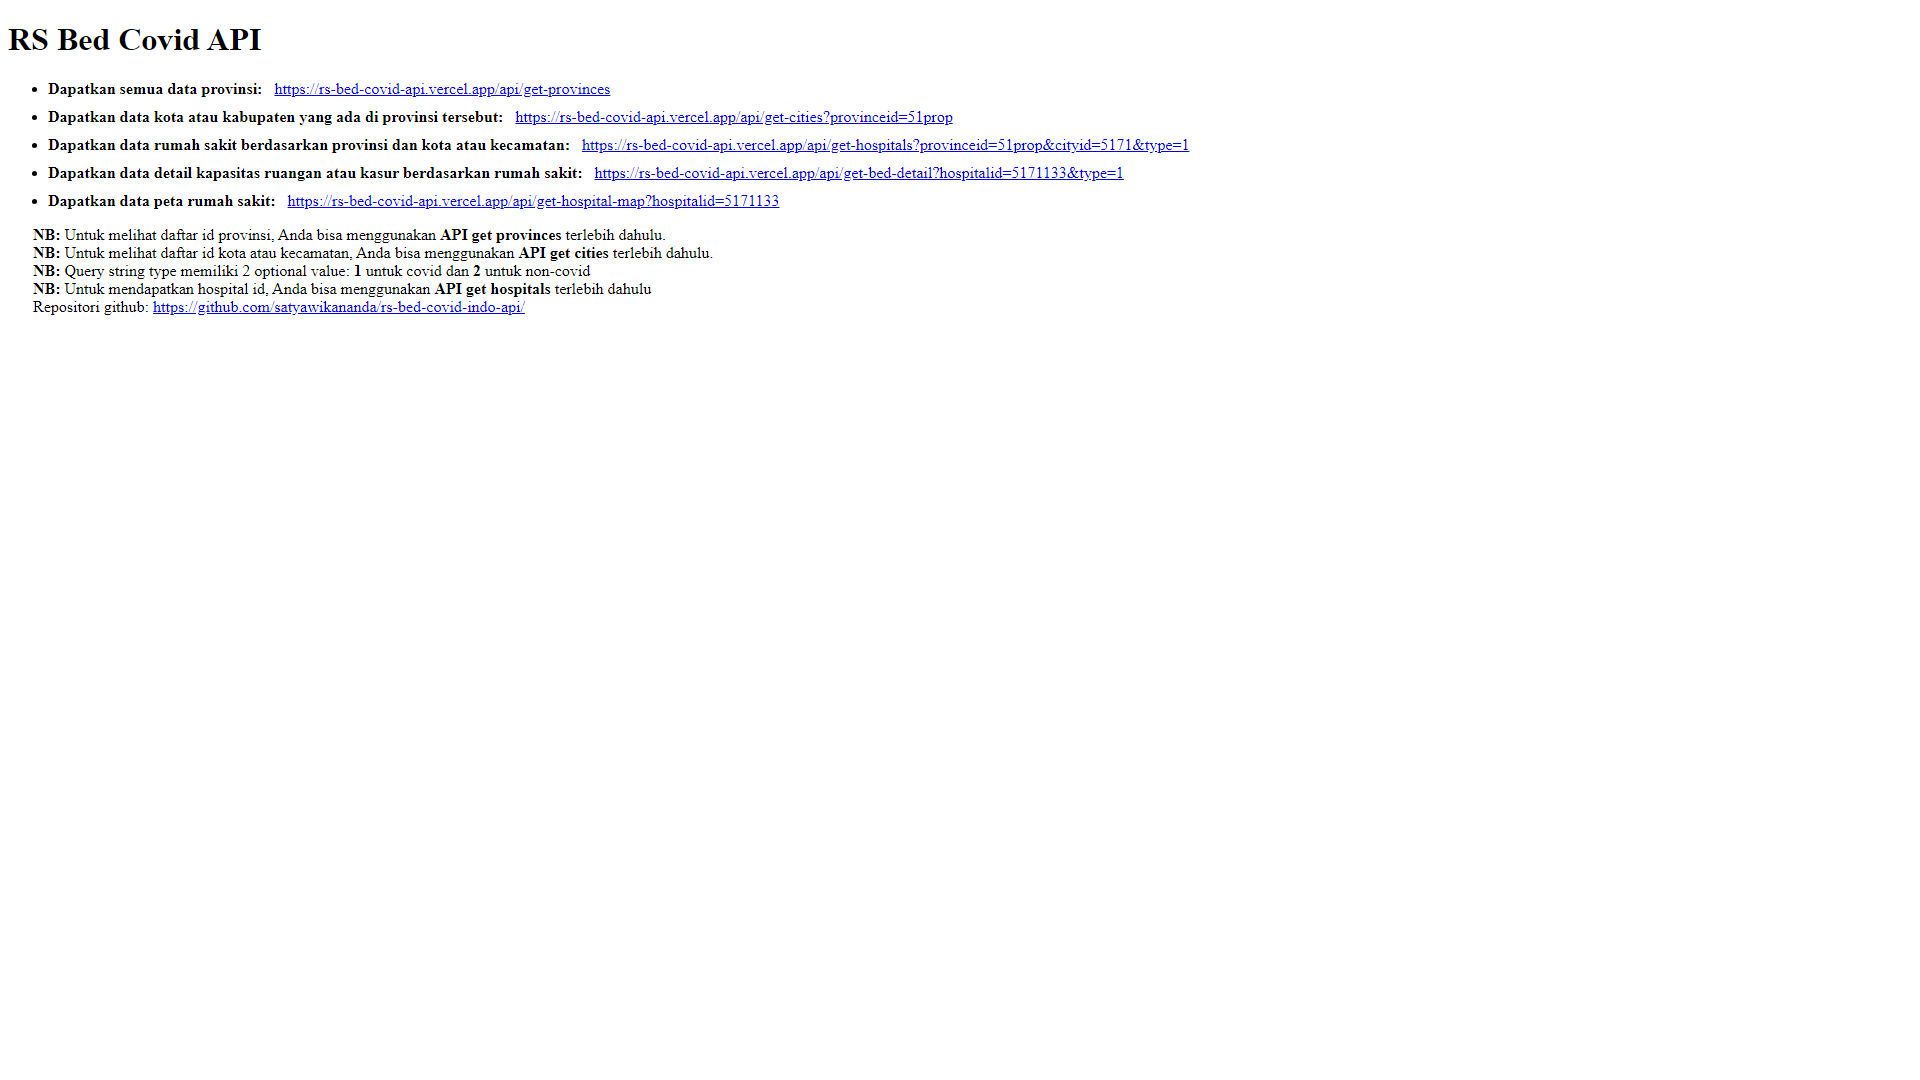 RS Bed Covid API
• Dapatkan semua data provinsi: https://rs-bed-covid-api.vercel.app/api/get-provinces
• Dapatkan data kota atau kabupaten yang ada di provinsi tersebut: https://rs-bed-covid-api.vercel.app/api/get-cities?provinceid=51prop
• Dapatkan data rumah sakit berdasarkan provinsi dan kota atau kecamatan: https://rs-bed-covid-api.vercel.app/api/get-hospitals?provinceid=51prop&cityid=5171&type=1
• Dapatkan data detail kapasitas ruangan atau kasur berdasarkan rumah sakit: https://rs-bed-covid-api.vercel.app/api/get-bed-detail?hospitalid=5171133&type=1
• Dapatkan data peta rumah sakit: https://rs-bed-covid-api.vercel.app/api/get-hospital-map?hospitalid=5171133
NB: Untuk melihat daftar id provinsi, Anda bisa menggunakan API get provinces terlebih dahulu.
NB: Untuk melihat daftar id kota atau kecamatan, Anda bisa menggunakan API get cities terlebih dahulu.
NB: Query string type memiliki 2 optional value: 1 untuk covid dan 2 untuk non-covid
NB: Untuk mendapatkan hospital id, Anda bisa menggunakan API get hospitals terlebih dahulu
Repositori github: https://github.com/satyawikananda/rs-bed-covid-indo-api/